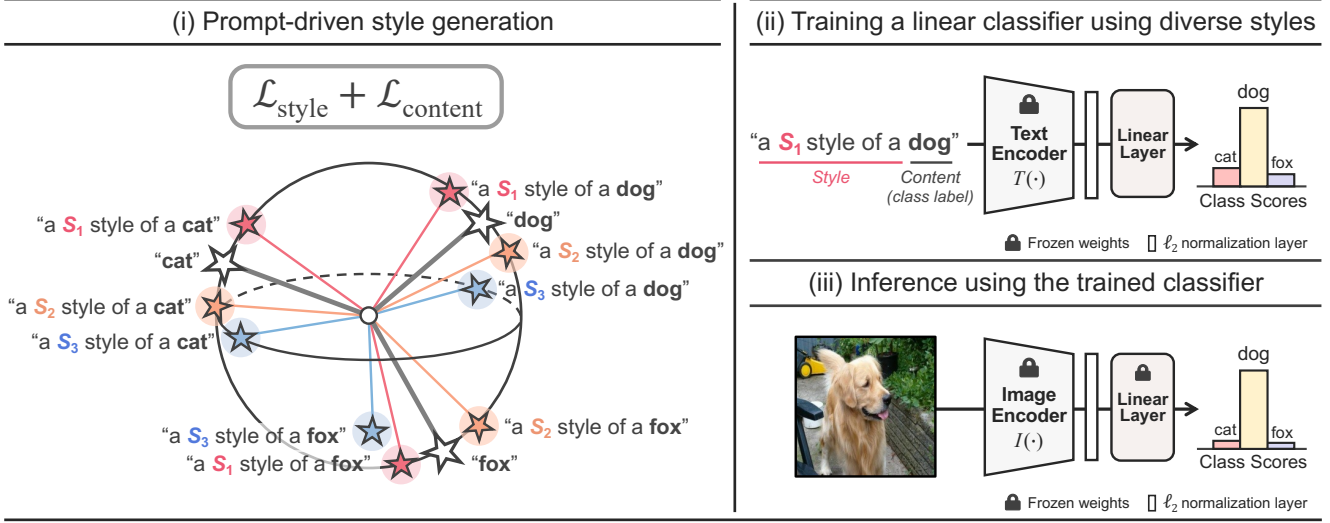 (i) Prompt-driven style generation
ℒstyle + ℒcontent
“a S1 style of a dog”
“dog”
“a S2 style of a dog”
“a S3 style of a dog”
“a S1 style of a cat”
“cat”
“a S2 style of a cat”
“a S3 style of a cat”
“a S3 style of a fox”
“a S1 style of a fox”
“a S2 style of a fox”
“fox”
(ii) Training a linear classifier using diverse styles
“a S1 style of a dog”
Style
Content
(class label)
Text
Encoder
T(·)
Linear
Layer
dog
cat
fox
Class Scores
Frozen weights
ℓ2 normalization layer
(iii) Inference using the trained classifier
Image
Encoder
I(·)
Linear
Layer
dog
cat
fox
Class Scores
Frozen weights
ℓ2 normalization layer